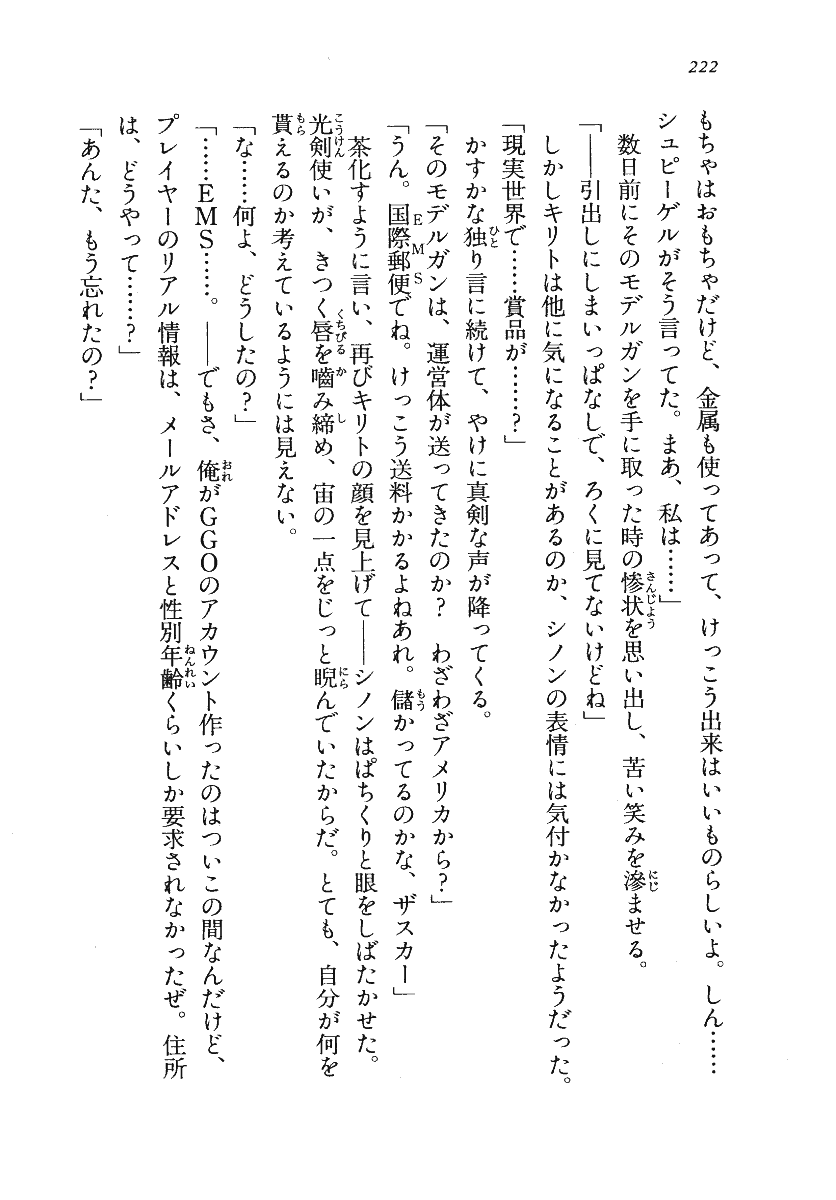 222
もちゃはおもちゃだけど、金属も使ってあって、けっこう出来はいいものらしいよ。しん……
シュピーゲルがそう言ってた。まあ、私は……」
数日前にそのモデルガンを手に取った時の惨状を思い出し、苦い笑みを滲ませる。
「――引出しにしまいっぱなしで、ろくに見てないけどね」
しかしキリトは他に気になることがあるのか、シノンの表情には気付かなかったようだった。
「現実世界で……賞品が……?」
かすかな独り言に続けて、やけに真剣な声が降ってくる。
「そのモデルガンは、運営体が送ってきたのか? わざわざアメリカから?」
「うん。国際郵便でね。けっこう送料かかるよねあれ。儲かってるのかな、ザスカー」
茶化すように言い、再びキリトの顔を見上げて――シノンはぱちくりと眼をしばたかせた。
光剣使いが、きつく唇を嚙み締め、宙の一点をじっと睨んでいたからだ。とても、自分が何を
貰えるのか考えているようには見えない。
「な……何よ、どうしたの?」
「……EMS……。――でもさ、俺がGGOのアカウント作ったのはついこの間なんだけど、
プレイヤーのリアル情報は、メールアドレスと性別年齢くらいしか要求されなかったぜ。住所
は、どうやって……?」
「あんた、もう忘れたの?」